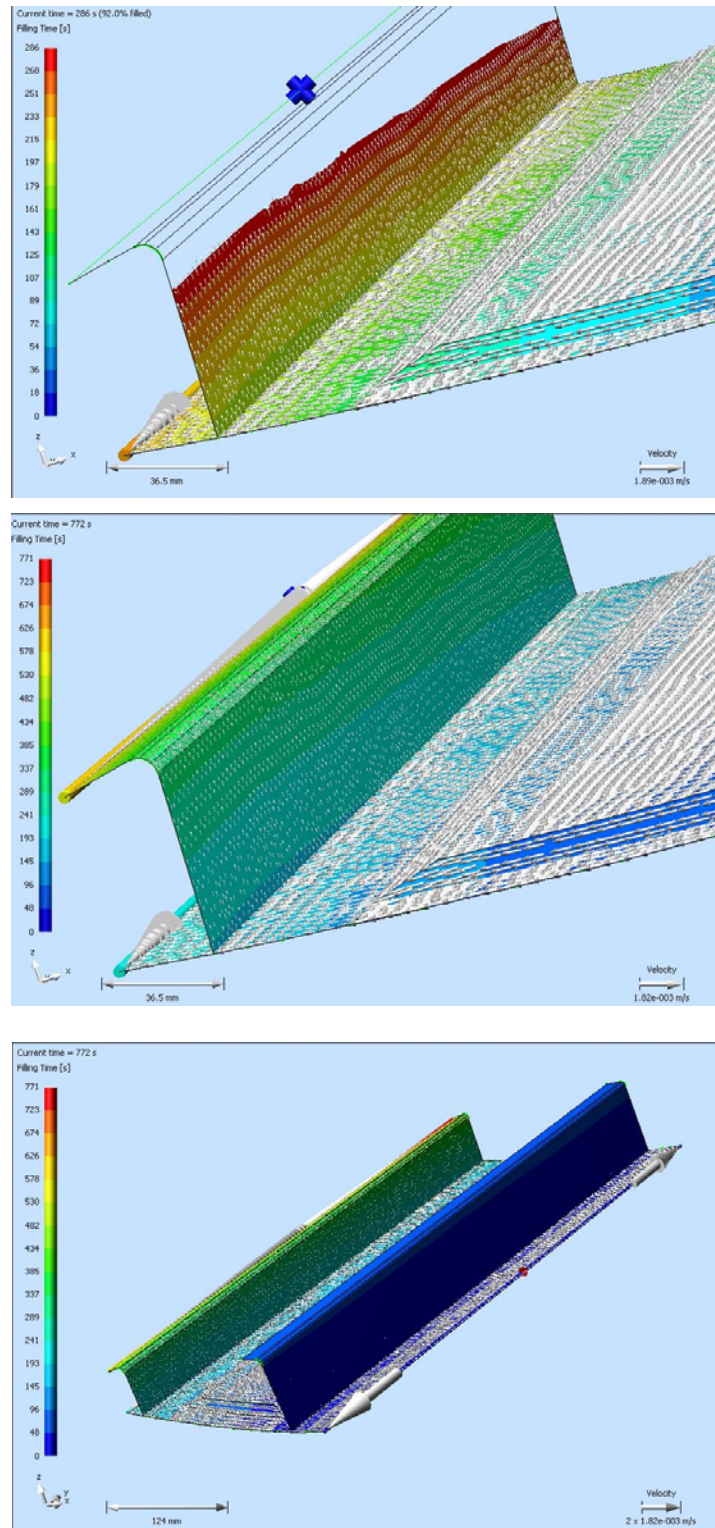 Current time = 286 s (92.0% filled)
Filling Time [s]
286
268
251
233
215
197
179
161
143
125
107
89
72
54
36
18
0
z
x
36.5 mm
Velocity
1.89e-003 m/s
Current time = 772 s
Filling Time [s]
771
723
674
626
578
530
482
434
385
337
289
241
193
145
96
48
0
z
x
36.5 mm
Velocity
1.82e-003 m/s
Current time = 772 s
Filling Time [s]
771
723
674
626
578
530
482
434
385
337
289
241
193
145
96
48
0
z
y
x
124 mm
Velocity
2 x 1.82e-003 m/s